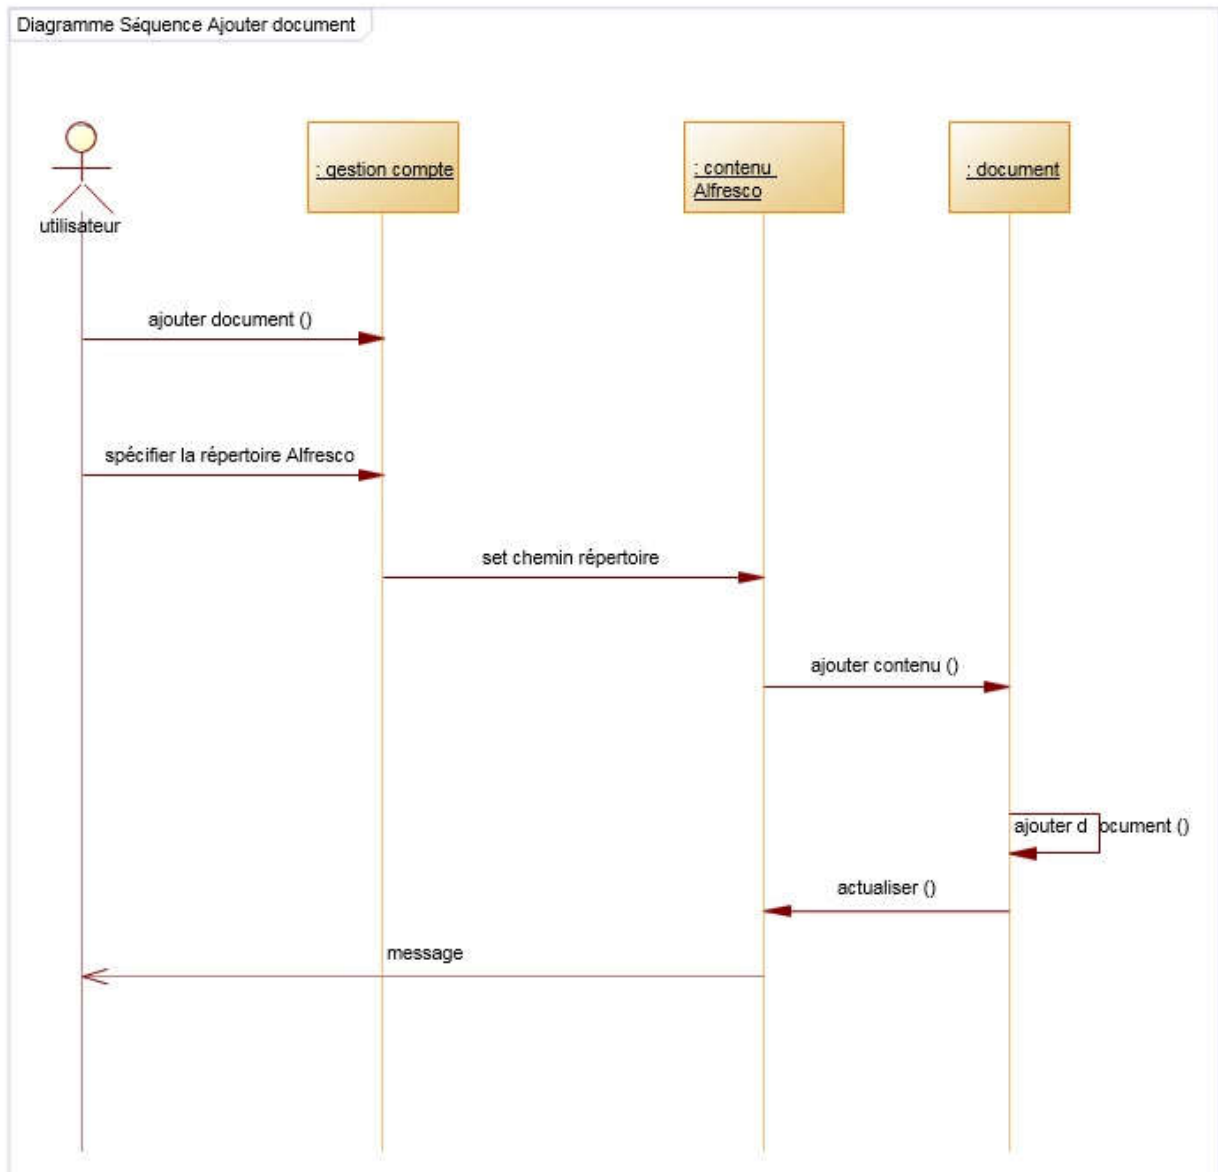 Diagramme Séquence Ajouter document
utilisateur
: gestion compte
: contenu
Alfresco
: document
ajouter document ()
spécifier la répertoire Alfresco
set chemin répertoire
ajouter contenu ()
ajouter d ocument ()
actualiser ()
message